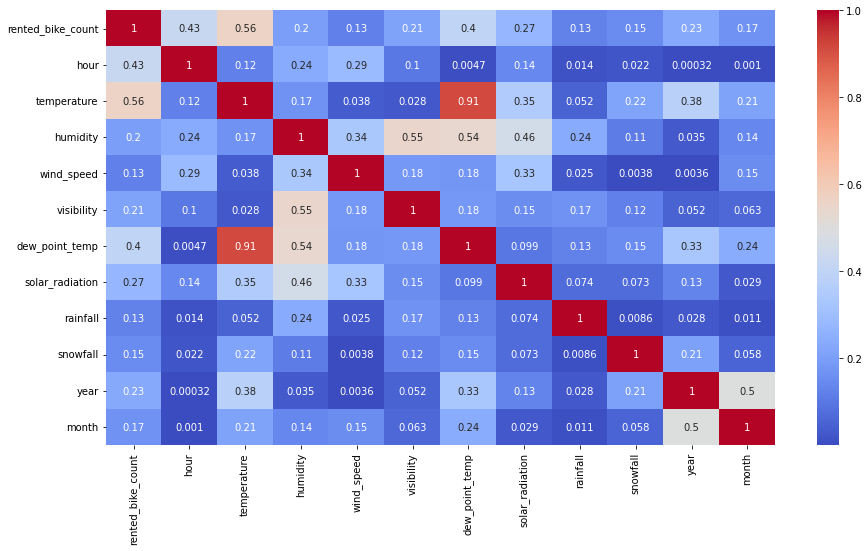 rented_bike_count 1 0.43 0.56 0.2 0.13 0.21 0.4 0.27 0.13 0.15 0.23 0.17
hour 0.43 1 0.12 0.24 0.29 0.1 0.0047 0.14 0.014 0.022 0.00032 0.001
temperature 0.56 0.12 1 0.17 0.038 0.028 0.91 0.35 0.052 0.22 0.38 0.21
humidity 0.2 0.24 0.17 1 0.34 0.55 0.54 0.46 0.24 0.11 0.035 0.14
wind_speed 0.13 0.29 0.038 0.34 1 0.18 0.18 0.33 0.025 0.0038 0.0036 0.15
visibility 0.21 0.1 0.028 0.55 0.18 1 0.18 0.15 0.17 0.12 0.052 0.063
dew_point_temp 0.4 0.0047 0.91 0.54 0.18 0.18 1 0.099 0.13 0.15 0.33 0.24
solar_radiation 0.27 0.14 0.35 0.46 0.33 0.15 0.099 1 0.074 0.073 0.13 0.029
rainfall 0.13 0.014 0.052 0.24 0.025 0.17 0.13 0.074 1 0.0086 0.028 0.011
snowfall 0.15 0.022 0.22 0.11 0.0038 0.12 0.15 0.073 0.0086 1 0.21 0.058
year 0.23 0.00032 0.38 0.035 0.0036 0.052 0.33 0.13 0.028 0.21 1 0.5
month 0.17 0.001 0.21 0.14 0.15 0.063 0.24 0.029 0.011 0.058 0.5 1
rented_bike_count
hour
temperature
humidity
wind_speed
visibility
dew_point_temp
solar_radiation
rainfall
snowfall
year
month
1.0
0.8
0.6
0.4
0.2